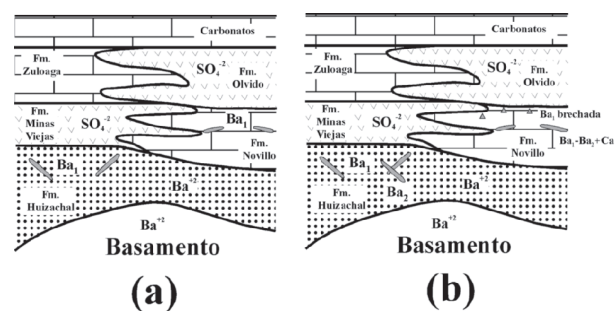 Carbonatos
Fm.
Zuloaga
SO₄⁻²
Fm.
Olvido
Fm.
Minas
Viejas
SO₄⁻²
Ba₁
Fm.
Novillo
Ba₁
Fm.
Huizachal
Ba⁺²
Ba⁺²
Basamento
(a)
Carbonatos
Fm.
Zuloaga
SO₄⁻²
Fm.
Olvido
Fm.
Minas
Viejas
SO₄⁻²
Ba₁ brechada
Ba₁-Ba₂+Ca
Fm.
Novillo
Ba₁
Ba₂
Fm.
Huizachal
Ba⁺²
Ba⁺²
Basamento
(b)